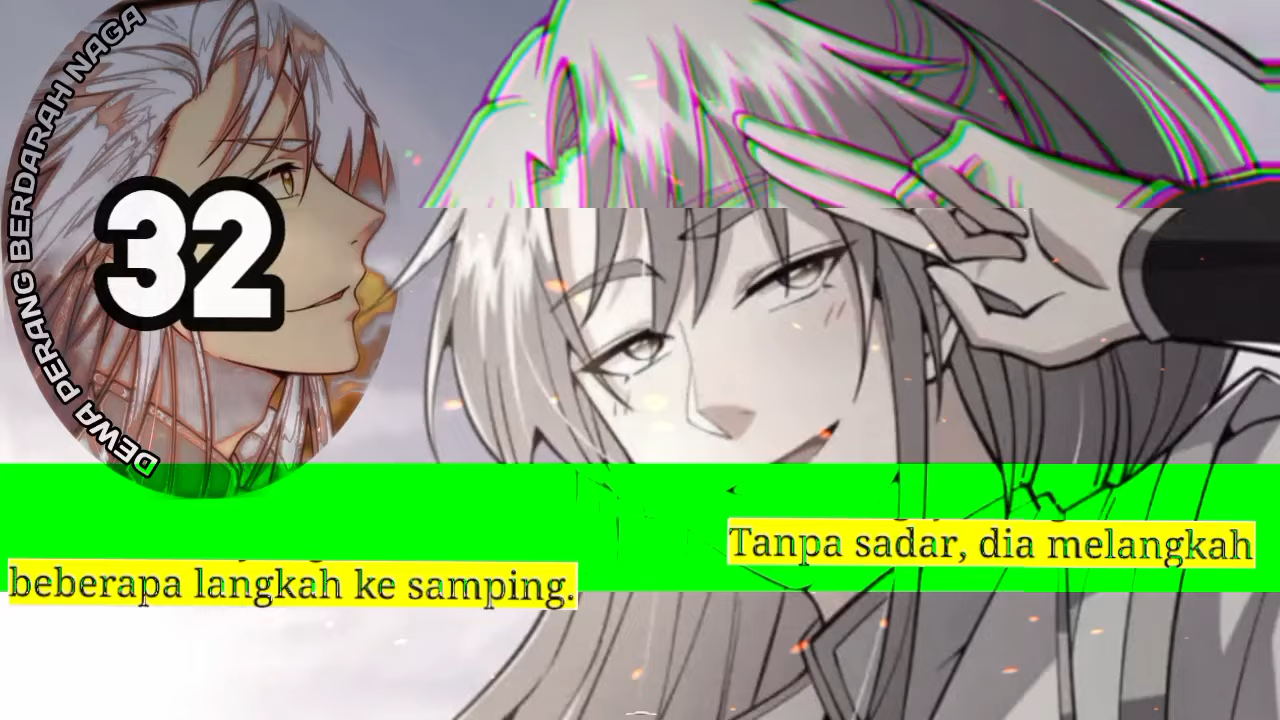 DEWA PERANG BERDARAH NAGA
32
Tanpa sadar, dia melangkah
beberapa langkah ke samping.